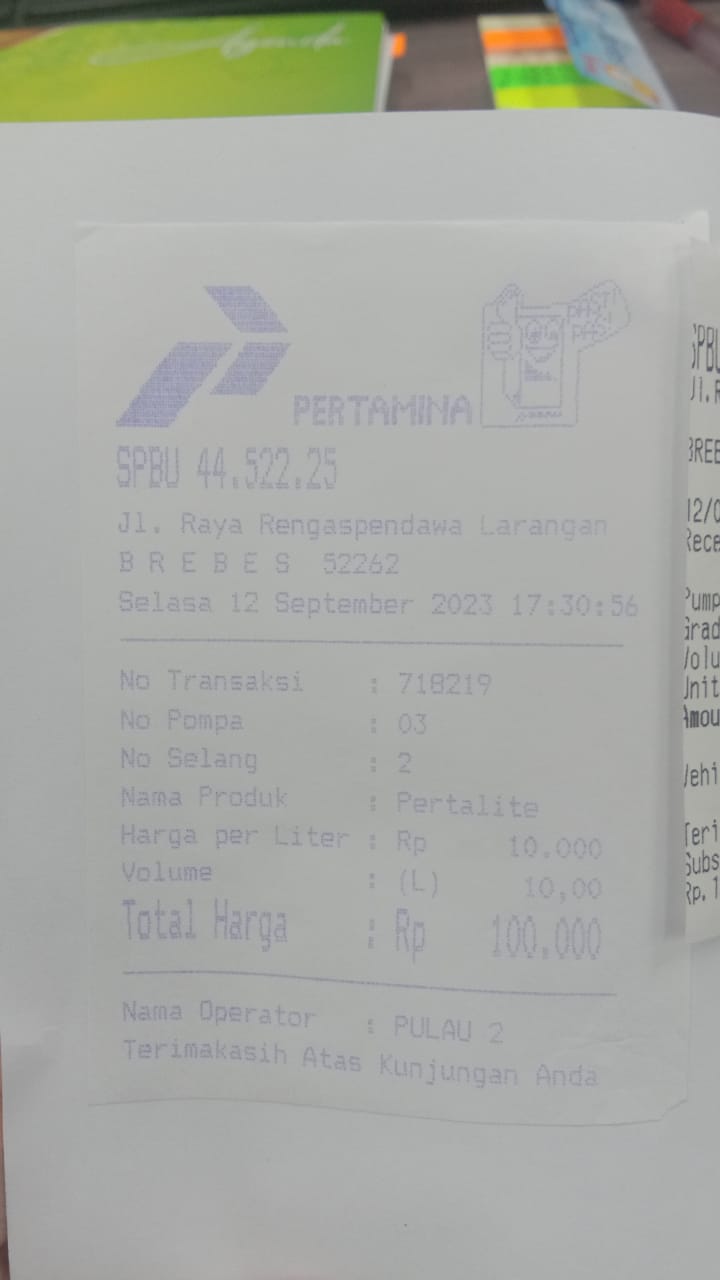 Agenda
PASTI
PAS!
PERTAMINA
SPBU 44.522.25
Jl. Raya Rengaspendawa Larangan
B R E B E S 52262
Selasa 12 September 2023 17:30:56
No Transaksi : 718219
No Pompa : 03
No Selang : 2
Nama Produk : Pertalite
Harga per Liter : Rp 10.000
Volume : (L) 10,00
Total Harga : Rp 100.000
Nama Operator : PULAU 2
Terimakasih Atas Kunjungan Anda
SPBU
Jl. R
BREB
12/0
Rece
Pump
Grad
Volu
Unit
Amou
Vehi
Teri
Subs
Rp. 1